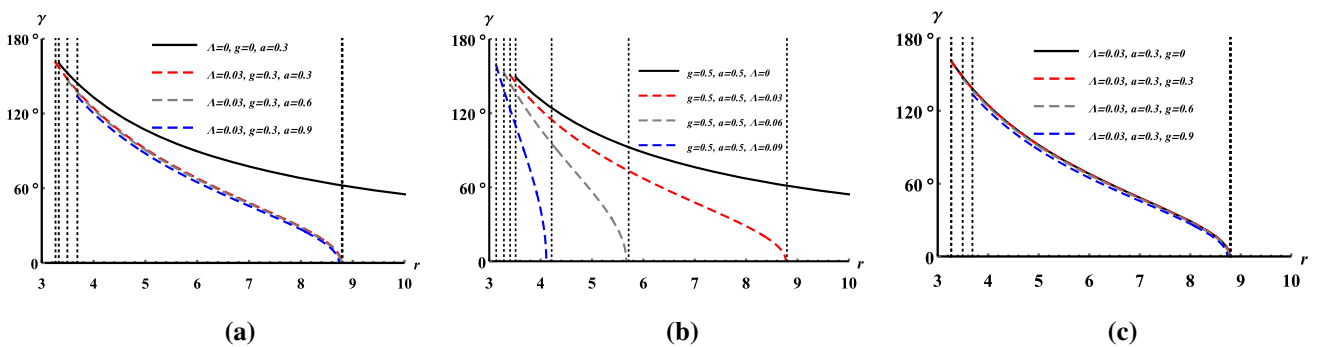 γ
180 °
120 °
60 °
0
3 4 5 6 7 8 9 10
r
Λ=0, g=0, a=0.3
Λ=0.03, g=0.3, a=0.3
Λ=0.03, g=0.3, a=0.6
Λ=0.03, g=0.3, a=0.9
(a)
γ
180 °
120 °
60 °
0
3 4 5 6 7 8 9 10
r
g=0.5, a=0.5, Λ=0
g=0.5, a=0.5, Λ=0.03
g=0.5, a=0.5, Λ=0.06
g=0.5, a=0.5, Λ=0.09
(b)
γ
180 °
120 °
60 °
0
3 4 5 6 7 8 9 10
r
Λ=0.03, a=0.3, g=0
Λ=0.03, a=0.3, g=0.3
Λ=0.03, a=0.3, g=0.6
Λ=0.03, a=0.3, g=0.9
(c)